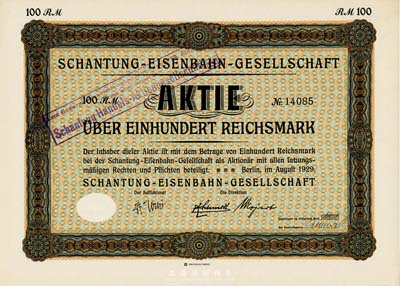 100 RM
RM 100
SCHANTUNG-EISENBAHN-GESELLSCHAFT
100 RM.
AKTIE
No 14085
ÜBER EINHUNDERT REICHSMARK
Der Inhaber dieser Aktie ist mit dem Betrage von Einhundert Reichsmark
bei der Schantung-Eisenbahn-Gesellschaft als Aktionär mit allen satzungs-
mäßigen Rechten und Pflichten beteiligt. Berlin, im August 1929.
SCHANTUNG-EISENBAHN-GESELLSCHAFT
Der Aufsichtsrat
Die Direktion
Schantung Handels-